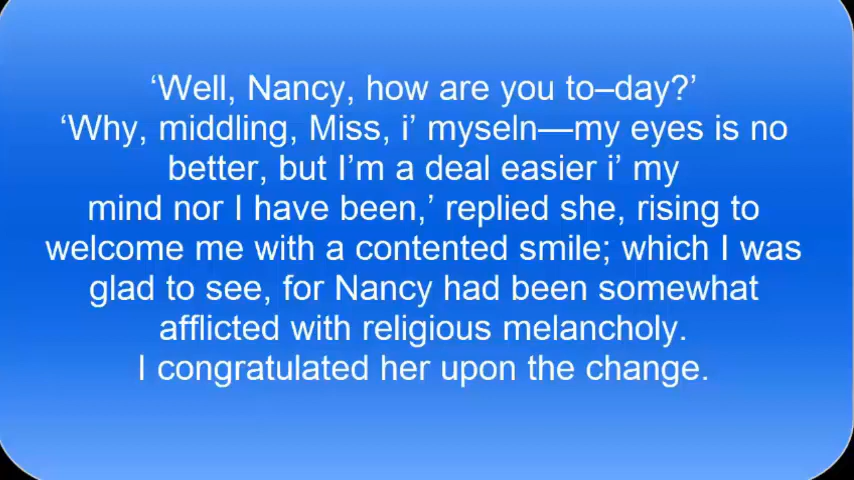 ‘Well, Nancy, how are you to–day?’
‘Why, middling, Miss, i’ myseln—my eyes is no
better, but I’m a deal easier i’ my
mind nor I have been,’ replied she, rising to
welcome me with a contented smile; which I was
glad to see, for Nancy had been somewhat
afflicted with religious melancholy.
I congratulated her upon the change.